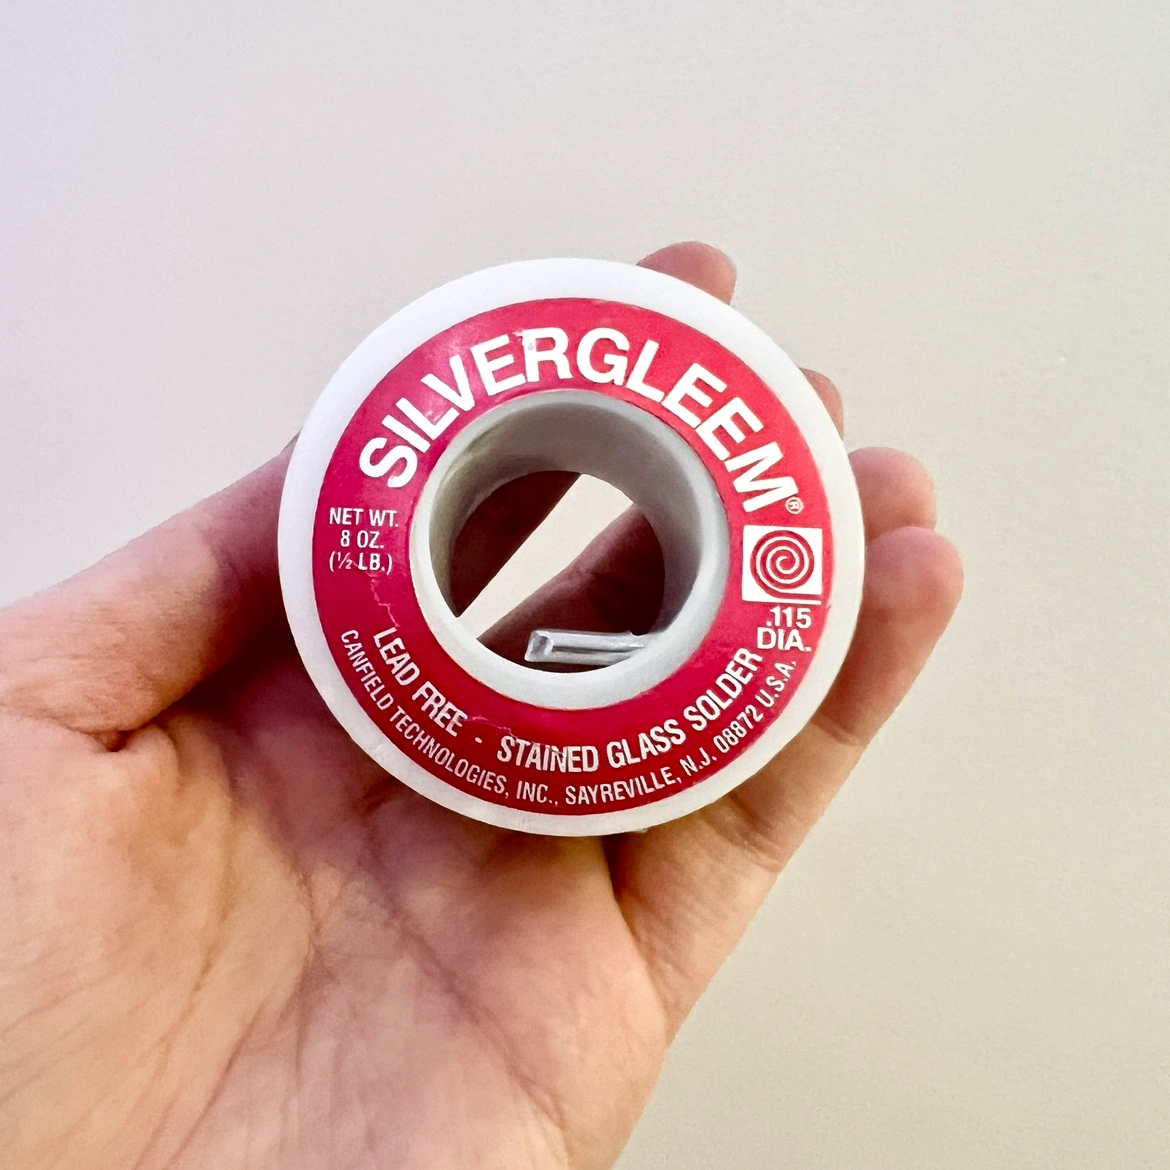 SILVERGLEEM®
NET WT.
8 OZ.
(½ LB.)
.115
DIA.
LEAD FREE - STAINED GLASS SOLDER
CANFIELD TECHNOLOGIES, INC., SAYREVILLE, N.J. 08872 U.S.A.